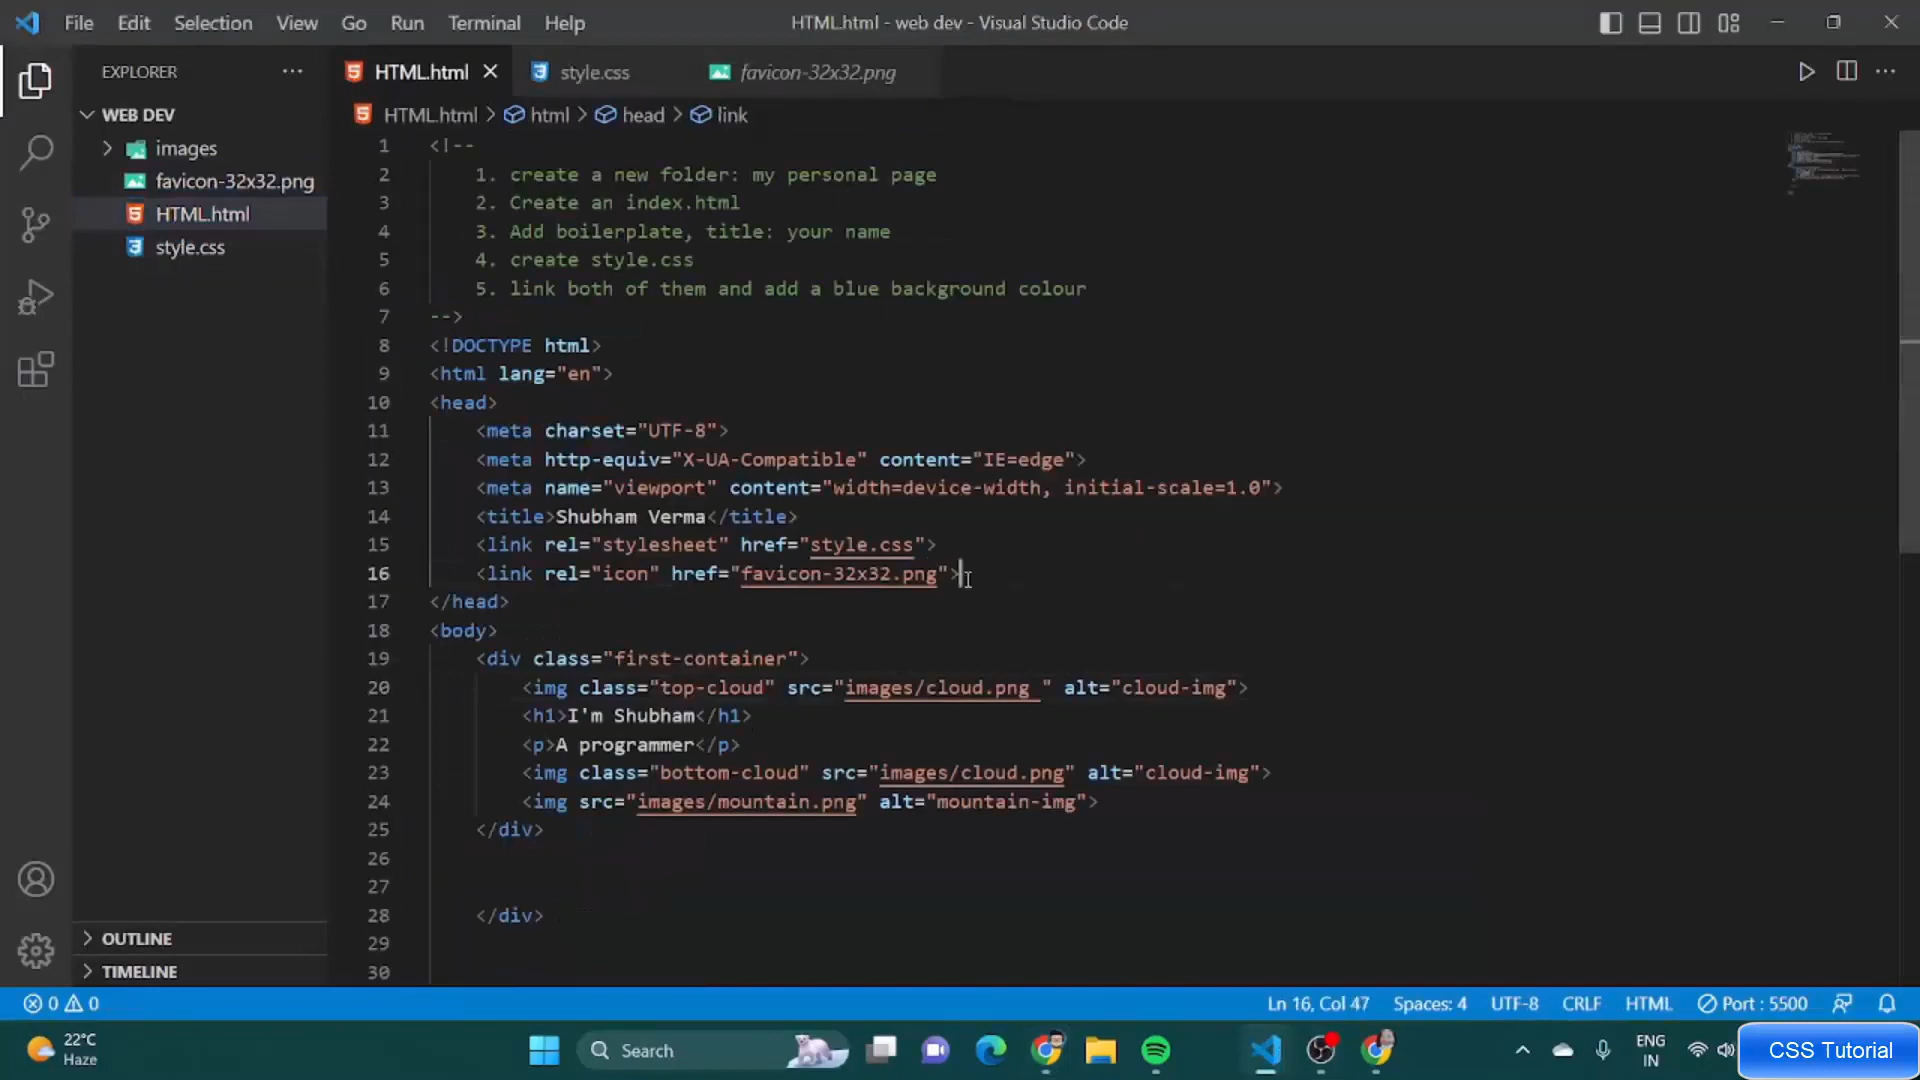 File Edit Selection View Go Run Terminal Help HTML.html - web dev - Visual Studio Code
EXPLORER ··· HTML.html style.css favicon-32x32.png
WEB DEV
images
favicon-32x32.png
HTML.html
style.css
OUTLINE
TIMELINE
HTML.html > html > head > link
1 <!--
2 1. create a new folder: my personal page
3 2. Create an index.html
4 3. Add boilerplate, title: your name
5 4. create style.css
6 5. link both of them and add a blue background colour
7 -->
8 <!DOCTYPE html>
9 <html lang="en">
10 <head>
11 <meta charset="UTF-8">
12 <meta http-equiv="X-UA-Compatible" content="IE=edge">
13 <meta name="viewport" content="width=device-width, initial-scale=1.0">
14 <title>Shubham Verma</title>
15 <link rel="stylesheet" href="style.css">
16 <link rel="icon" href="favicon-32x32.png">
17 </head>
18 <body>
19 <div class="first-container">
20 <img class="top-cloud" src="images/cloud.png " alt="cloud-img">
21 <h1>I'm Shubham</h1>
22 <p>A programmer</p>
23 <img class="bottom-cloud" src="images/cloud.png" alt="cloud-img">
24 <img src="images/mountain.png" alt="mountain-img">
25 </div>
26
27
28 </div>
29
30
0 0 Ln 16, Col 47 Spaces: 4 UTF-8 CRLF HTML Port : 5500
22°C
Haze
Search
ENG
IN
CSS Tutorial